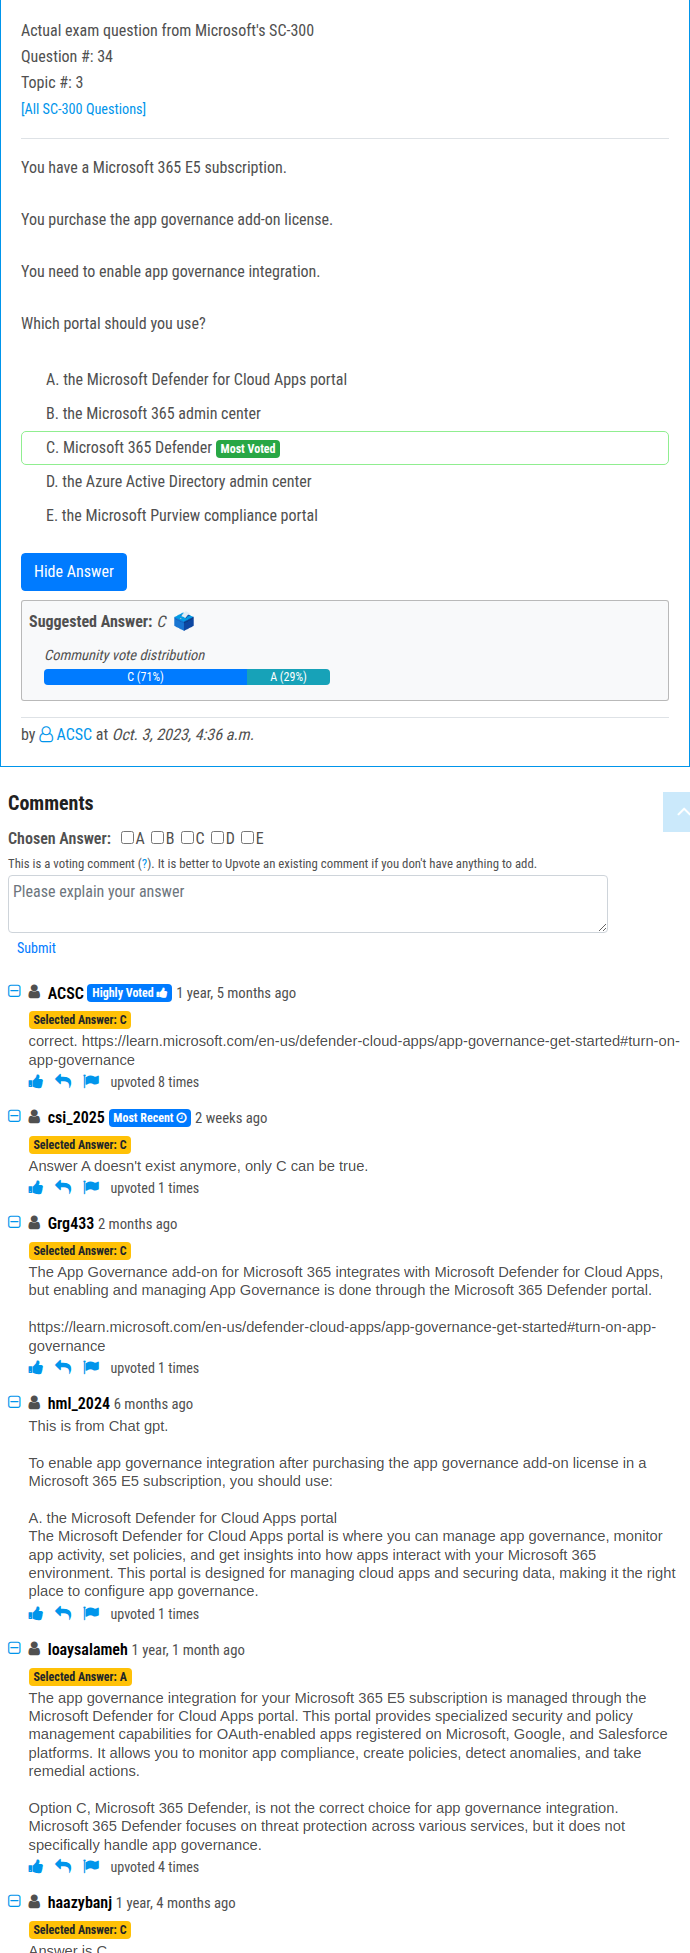 Actual exam question from Microsoft's SC-300
Question #: 34
Topic #: 3
[All SC-300 Questions]
You have a Microsoft 365 E5 subscription.
You purchase the app governance add-on license.
You need to enable app governance integration.
Which portal should you use?
A. the Microsoft Defender for Cloud Apps portal
B. the Microsoft 365 admin center
C. Microsoft 365 Defender Most Voted
D. the Azure Active Directory admin center
E. the Microsoft Purview compliance portal
Hide Answer
Suggested Answer: C
Community vote distribution
C (71%) A (29%)
by ACSC at Oct. 3, 2023, 4:36 a.m.
Comments
Chosen Answer: A B C D E
This is a voting comment (?). It is better to Upvote an existing comment if you don't have anything to add.
Please explain your answer
Submit
ACSC Highly Voted 1 year, 5 months ago
Selected Answer: C
correct. https://learn.microsoft.com/en-us/defender-cloud-apps/app-governance-get-started#turn-on-
app-governance
upvoted 8 times
csi_2025 Most Recent 2 weeks ago
Selected Answer: C
Answer A doesn't exist anymore, only C can be true.
upvoted 1 times
Grg433 2 months ago
Selected Answer: C
The App Governance add-on for Microsoft 365 integrates with Microsoft Defender for Cloud Apps,
but enabling and managing App Governance is done through the Microsoft 365 Defender portal.
https://learn.microsoft.com/en-us/defender-cloud-apps/app-governance-get-started#turn-on-app-
governance
upvoted 1 times
hml_2024 6 months ago
This is from Chat gpt.
To enable app governance integration after purchasing the app governance add-on license in a
Microsoft 365 E5 subscription, you should use:
A. the Microsoft Defender for Cloud Apps portal
The Microsoft Defender for Cloud Apps portal is where you can manage app governance, monitor
app activity, set policies, and get insights into how apps interact with your Microsoft 365
environment. This portal is designed for managing cloud apps and securing data, making it the right
place to configure app governance.
upvoted 1 times
loaysalameh 1 year, 1 month ago
Selected Answer: A
The app governance integration for your Microsoft 365 E5 subscription is managed through the
Microsoft Defender for Cloud Apps portal. This portal provides specialized security and policy
management capabilities for OAuth-enabled apps registered on Microsoft, Google, and Salesforce
platforms. It allows you to monitor app compliance, create policies, detect anomalies, and take
remedial actions.
Option C, Microsoft 365 Defender, is not the correct choice for app governance integration.
Microsoft 365 Defender focuses on threat protection across various services, but it does not
specifically handle app governance.
upvoted 4 times
haazybanj 1 year, 4 months ago
Selected Answer: C
Answer is C